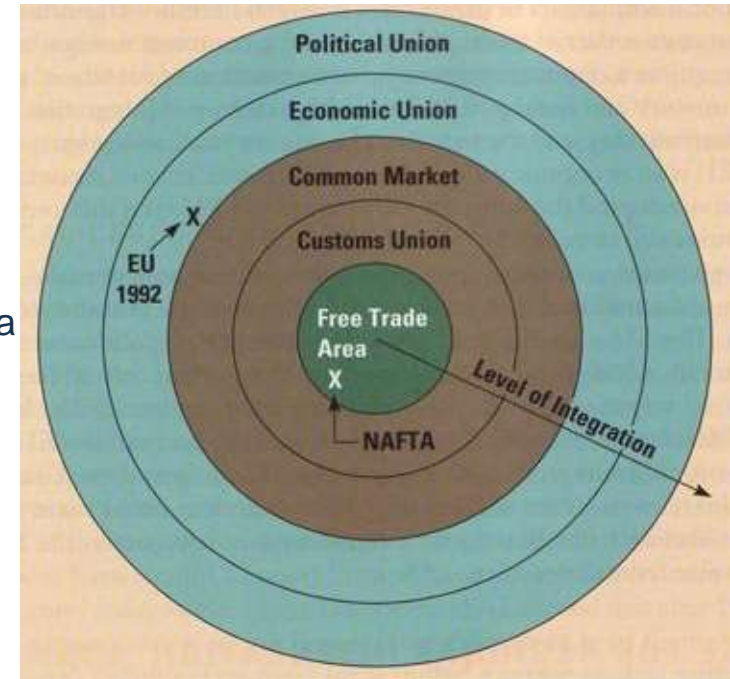 Political Union
Economic Union
Common Market
Customs Union
X
EU
1992
Free Trade
Area
X
Level of Integration
NAFTA
a